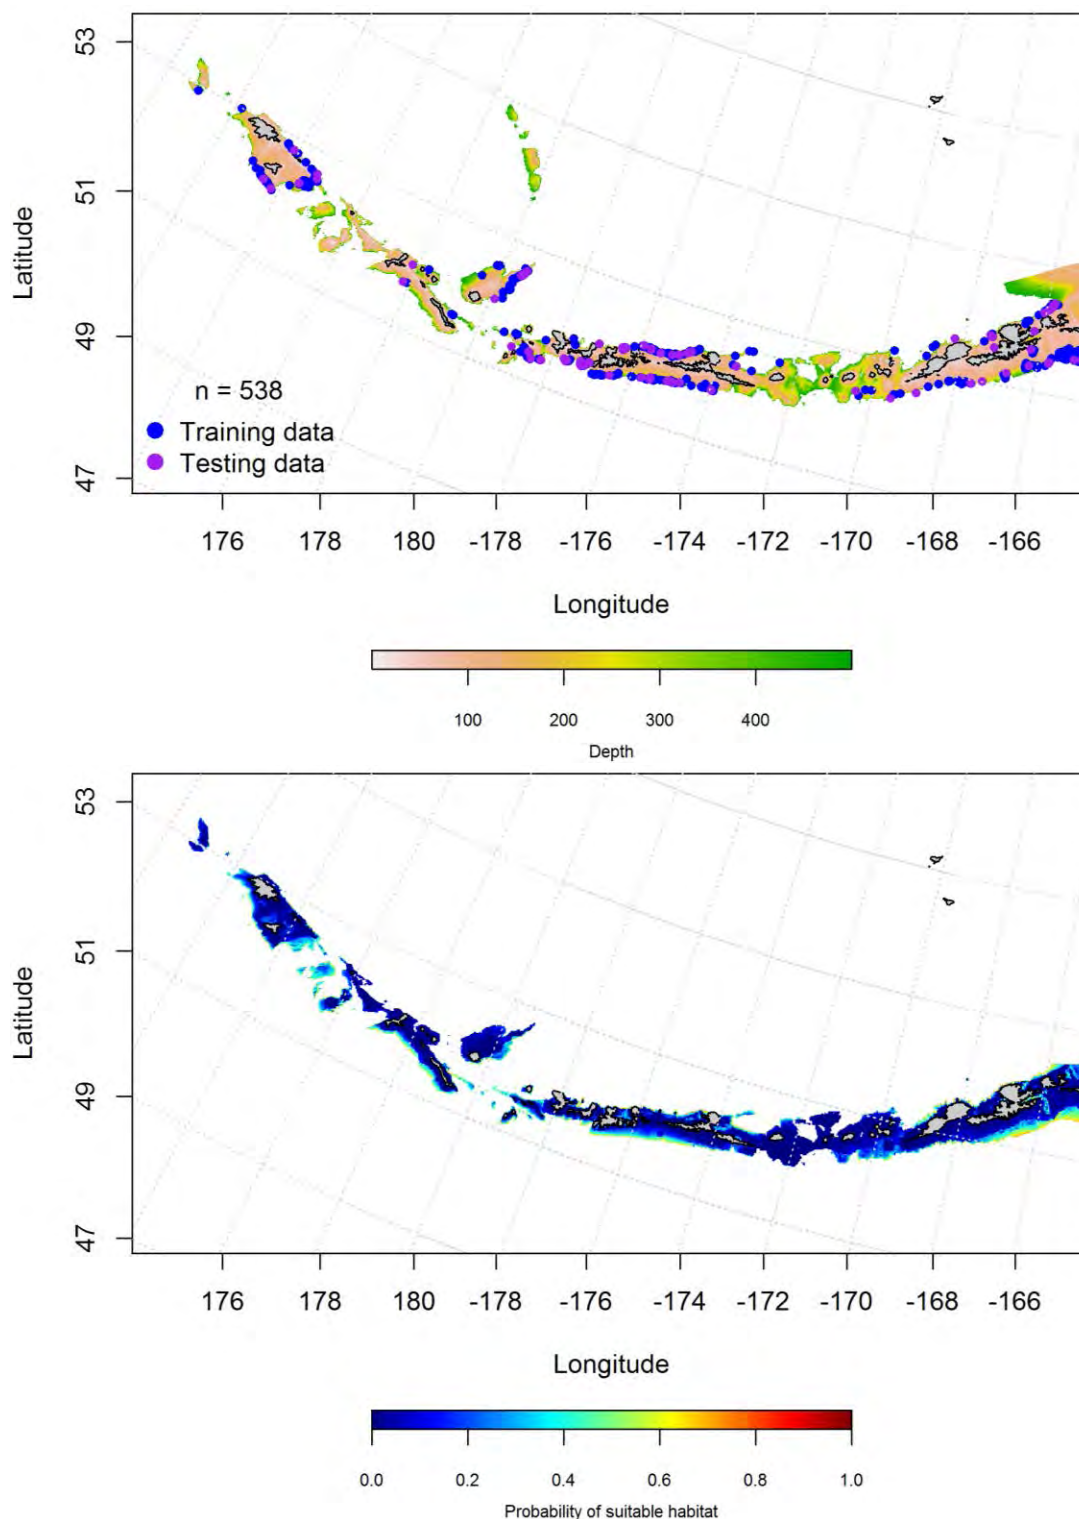 53
51
49
47
Latitude
n = 538
Training data
Testing data
176 178 180 -178 -176 -174 -172 -170 -168 -166
Longitude
100 200 300 400
Depth
53
51
49
47
Latitude
176 178 180 -178 -176 -174 -172 -170 -168 -166
Longitude
0.0 0.2 0.4 0.6 0.8 1.0
Probability of suitable habitat